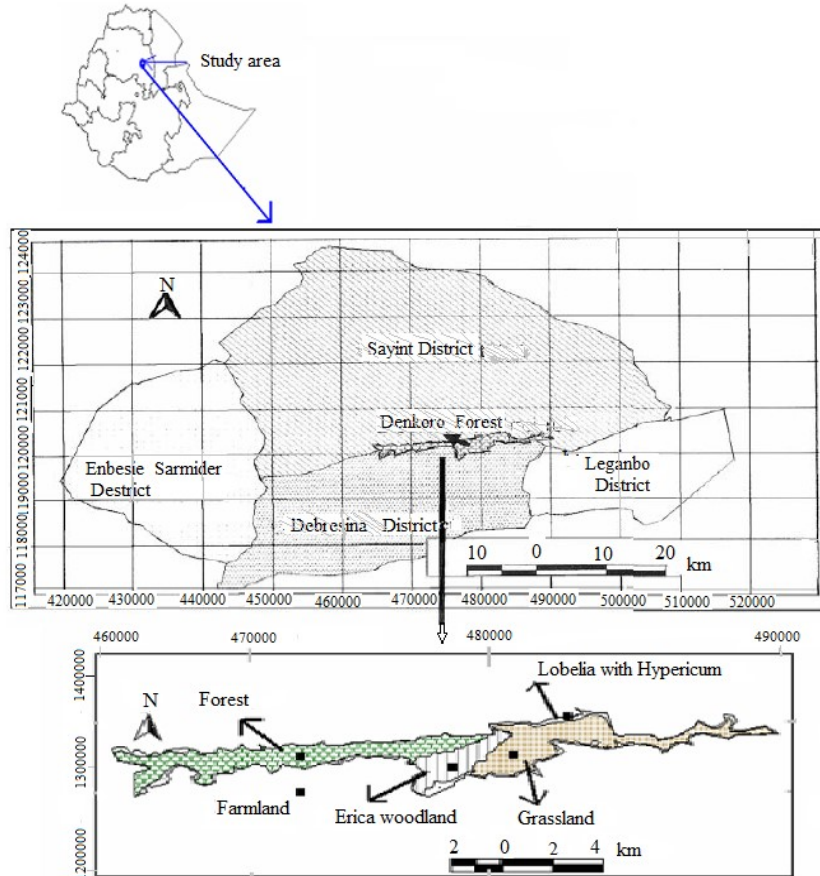 Study area
124000
123000
122000
121000
120000
119000
118000
117000
N
Sayint District
Denkoro Forest
Enbesie Sarmider
Destrict
Leganbo
District
Debresina District
10 0 10 20 km
420000 430000 440000 450000 460000 470000 480000 490000 500000 510000 520000
460000 470000 480000 490000
1400000
1300000
1200000
N
Forest
Lobelia with Hypericum
Farmland
Erica woodland
Grassland
2 0 2 4 km